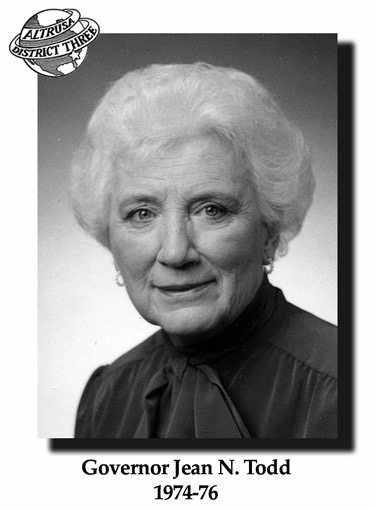 ALTRUSA
DISTRICT THREE
Governor Jean N. Todd
1974-76